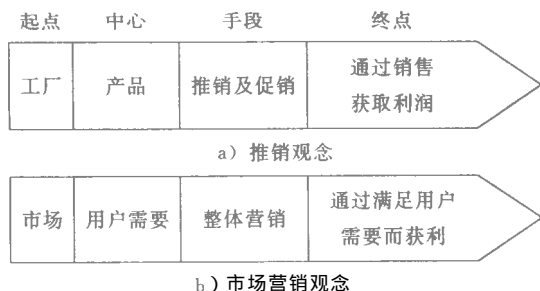 起点 中心 手段 终点
工厂 产品 推销及促销 通过销售
获取利润
a) 推销观念
市场 用户需要 整体营销 通过满足用户
需要而获利
b)市场营销观念